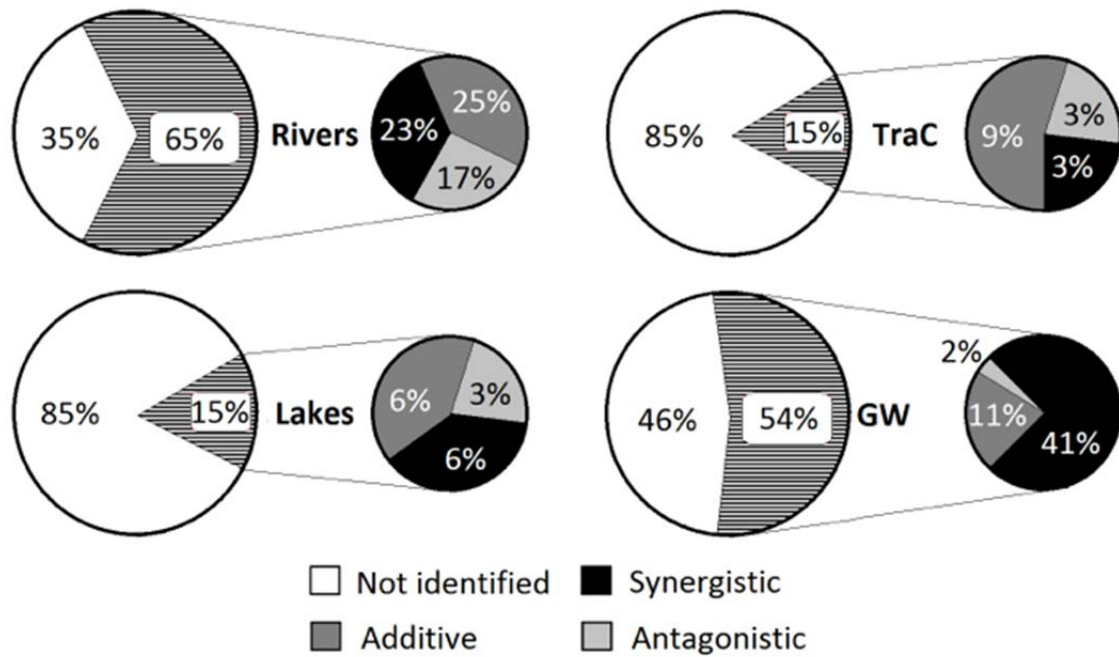 35%
65%
Rivers
23%
25%
17%
85%
15%
TraC
9%
3%
3%
85%
15%
Lakes
6%
3%
6%
46%
54%
GW
2%
11%
41%
Not identified
Synergistic
Additive
Antagonistic